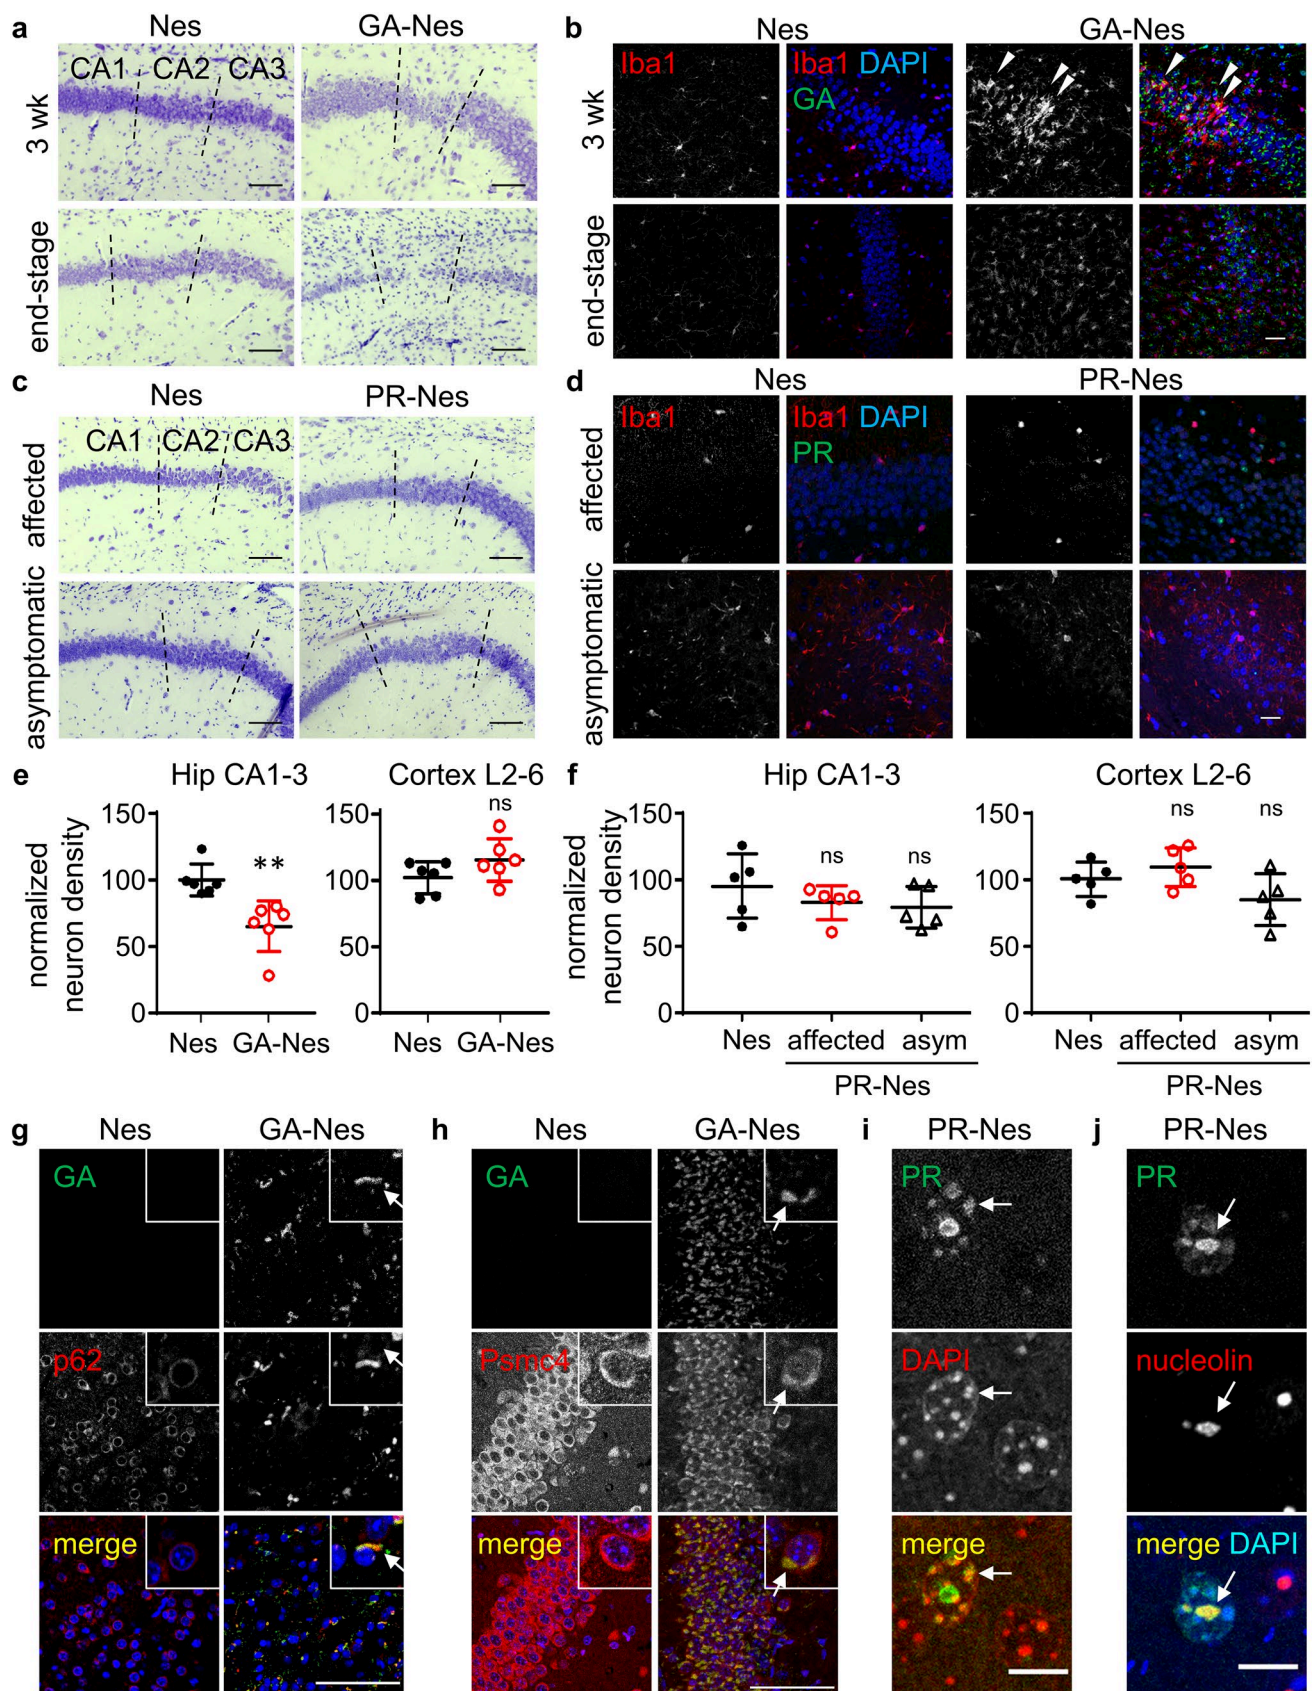 a
Nes
GA-Nes
3 wk
CA1
CA2
CA3
end-stage
b
Nes
GA-Nes
3 wk
Iba1
Iba1 DAPI
GA
end-stage
c
Nes
PR-Nes
affected
CA1
CA2
CA3
asymptomatic
d
Nes
PR-Nes
affected
Iba1
Iba1 DAPI
PR
asymptomatic
e
Hip CA1-3
Cortex L2-6
normalized
neuron density
150
100
50
0
**
Nes
GA-Nes
150
100
50
0
ns
Nes
GA-Nes
f
Hip CA1-3
Cortex L2-6
normalized
neuron density
150
100
50
0
ns
ns
Nes
affected
asym
PR-Nes
150
100
50
0
ns
ns
Nes
affected
asym
PR-Nes
g
Nes
GA-Nes
GA
p62
merge
h
Nes
GA-Nes
GA
Psmc4
merge
i
PR-Nes
PR
DAPI
merge
j
PR-Nes
PR
nucleolin
merge DAPI